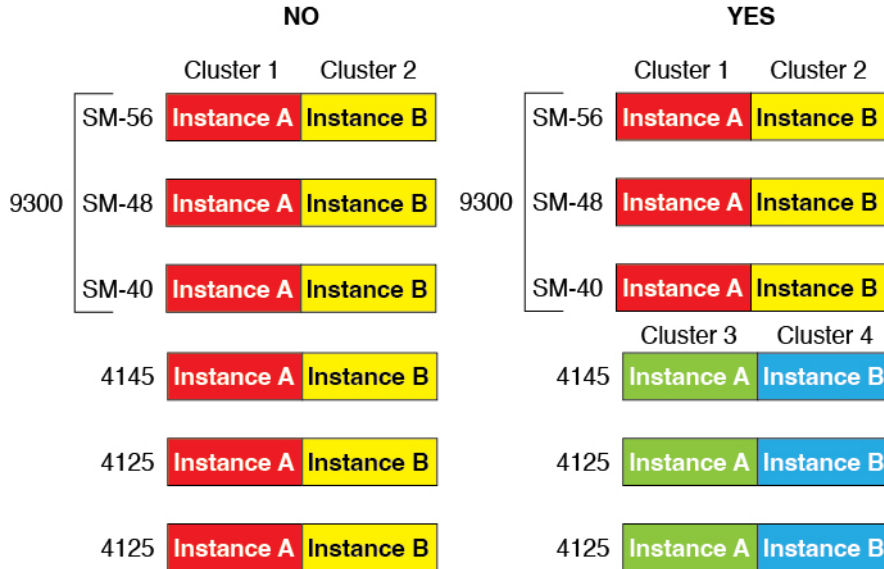 NO
YES
Cluster 1 Cluster 2
Cluster 1 Cluster 2
SM-56 Instance A Instance B
SM-56 Instance A Instance B
9300 SM-48 Instance A Instance B
9300 SM-48 Instance A Instance B
SM-40 Instance A Instance B
SM-40 Instance A Instance B
Cluster 3 Cluster 4
4145 Instance A Instance B
4145 Instance A Instance B
4125 Instance A Instance B
4125 Instance A Instance B
4125 Instance A Instance B
4125 Instance A Instance B